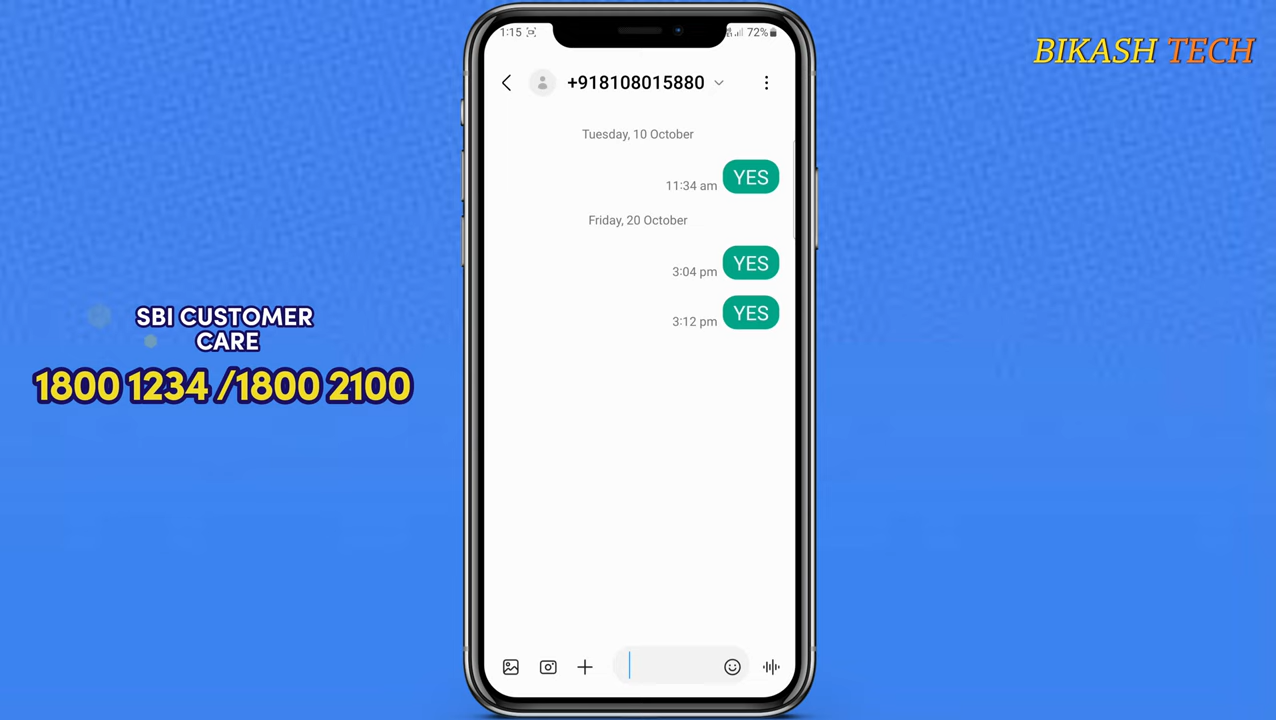 BIKASH TECH
1:15
72%
+918108015880
Tuesday, 10 October
11:34 am YES
Friday, 20 October
3:04 pm YES
3:12 pm YES
SBI CUSTOMER
CARE
1800 1234 /1800 2100